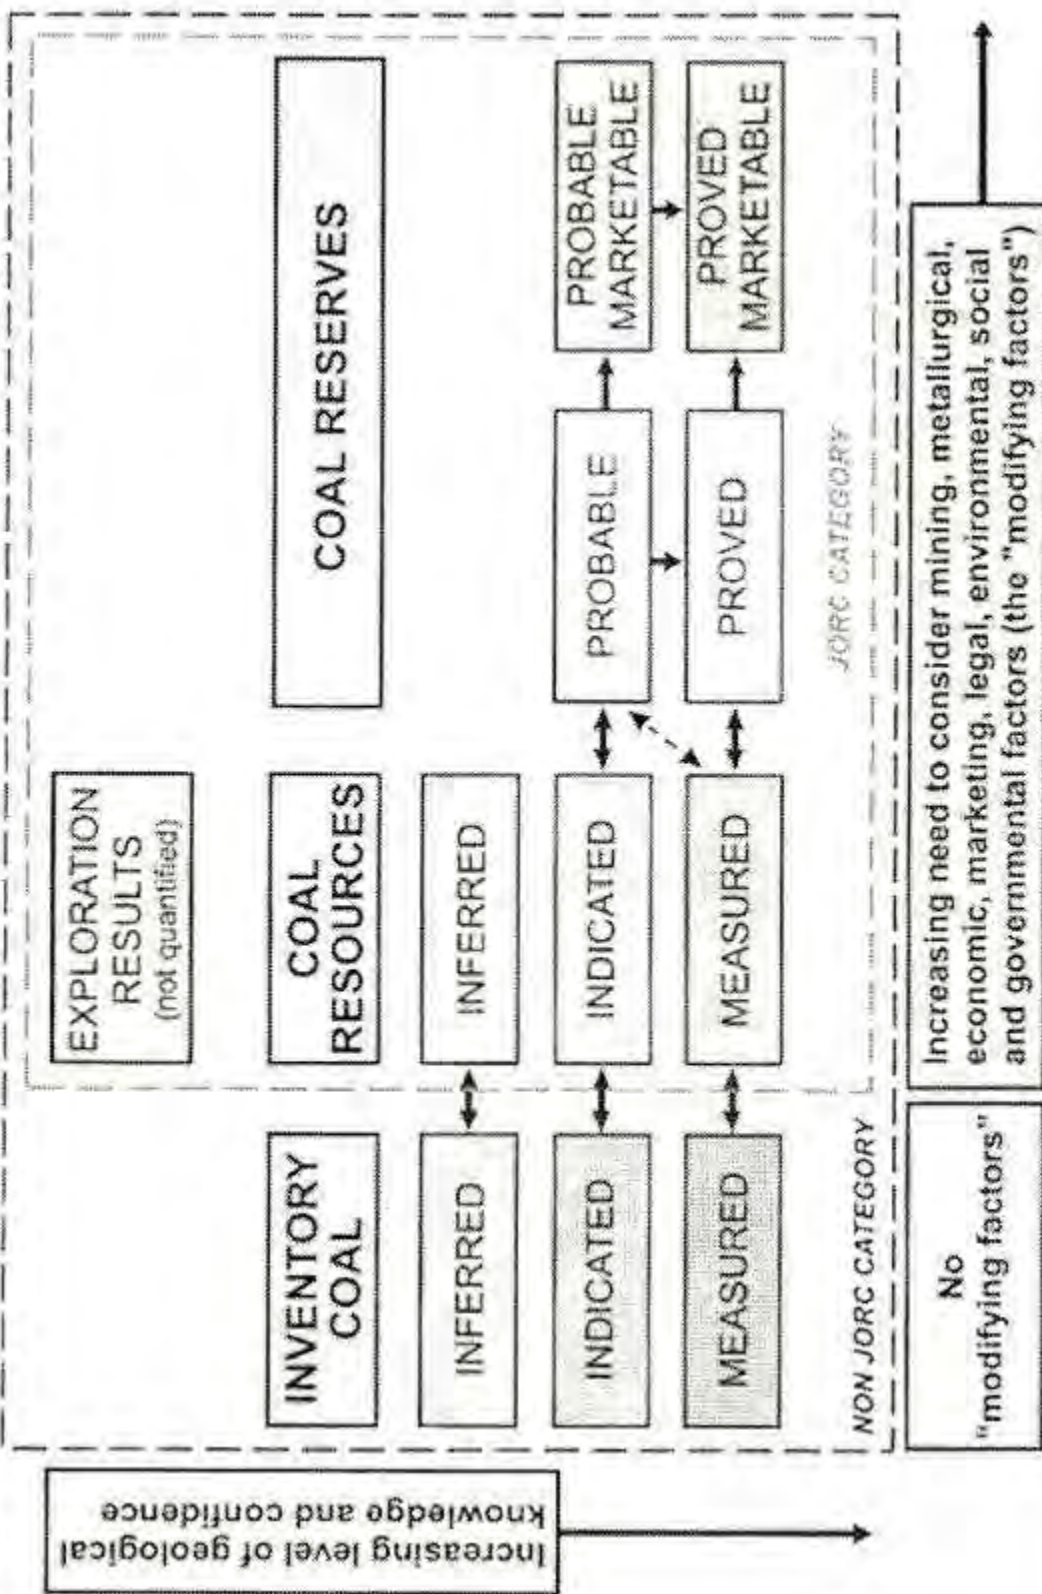 Increasing level of geological
knowledge and confidence
EXPLORATION
RESULTS
(not quantified)
INVENTORY
COAL
COAL
RESOURCES
COAL RESERVES
INFERRED
INFERRED
INDICATED
INDICATED
PROBABLE
PROBABLE
MARKETABLE
MEASURED
MEASURED
PROVED
PROVED
MARKETABLE
NON JORC CATEGORY
JORC CATEGORY
No
"modifying factors"
Increasing need to consider mining, metallurgical,
economic, marketing, legal, environmental, social
and governmental factors (the "modifying factors")